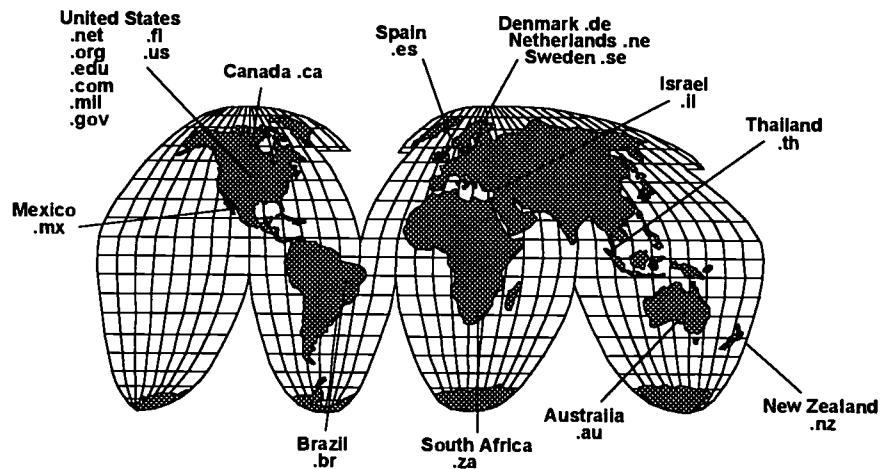 United States
.net .fl
.org .us
.edu
.com
.mil
.gov
Canada .ca
Spain
.es
Denmark .de
Netherlands .ne
Sweden .se
Israel
.il
Thailand
.th
Mexico
.mx
Brazil
.br
South Africa
.za
Australia
.au
New Zealand
.nz